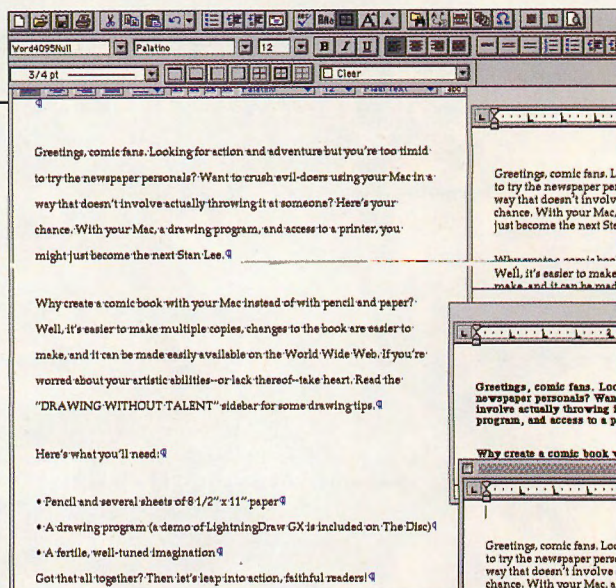 Word4095Null Palatino 12 B I U
3/4 pt Clear
Greetings, comic fans. Looking for action and adventure but you're too timid
to try the newspaper personals? Want to crush evil-doers using your Mac in a
way that doesn't involve actually throwing it at someone? Here's your
chance. With your Mac, a drawing program, and access to a printer, you
might just become the next Stan Lee.¶
Why create a comic book with your Mac instead of with pencil and paper?
Well, it's easier to make multiple copies, changes to the book are easier to
make, and it can be made easily available on the World Wide Web. If you're
worred about your artistic abilities--or lack thereof--take heart. Read the
"DRAWING WITHOUT TALENT" sidebar for some drawing tips.¶
Here's what you'll need:¶
• Pencil and several sheets of 8 1/2" x 11" paper¶
• A drawing program (a demo of LightningDraw GX is included on The Disc)¶
• A fertile, well-tuned imagination¶
Got that all together? Then let's leap into action, faithful readers!¶
Greetings, comic fans. L
to try the newspaper per
way that doesn't involv
chance. With your Mac,
just become the next Ste
Well, it's easier to make
make, and it can be mad
Greetings, comic fans. Loo
newspaper personals? Wan
involve actually throwing i
program, and access to a p
Why create a comic book w
Greetings, comic fans. Loo
to try the newspaper perso
way that doesn't involve
chance. With your Mac, a